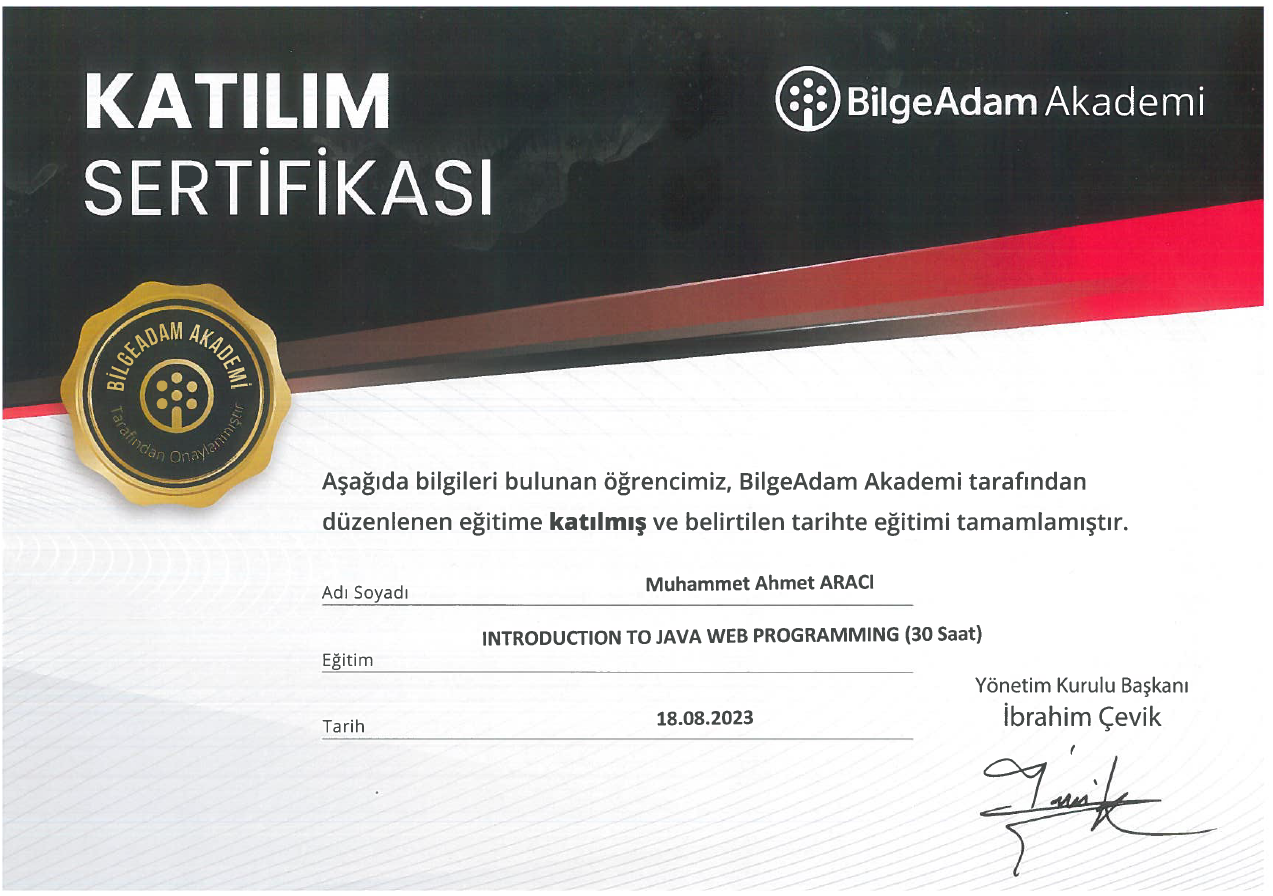 KATILIM
SERTİFİKASI
BilgeAdam Akademi
BİLGEADAM AKADEMİ
Tarafından Onaylanmıştır
Aşağıda bilgileri bulunan öğrencimiz, BilgeAdam Akademi tarafından
düzenlenen eğitime katılmış ve belirtilen tarihte eğitimi tamamlamıştır.
Adı Soyadı Muhammet Ahmet ARACI
Eğitim INTRODUCTION TO JAVA WEB PROGRAMMING (30 Saat)
Tarih 18.08.2023
Yönetim Kurulu Başkanı
İbrahim Çevik